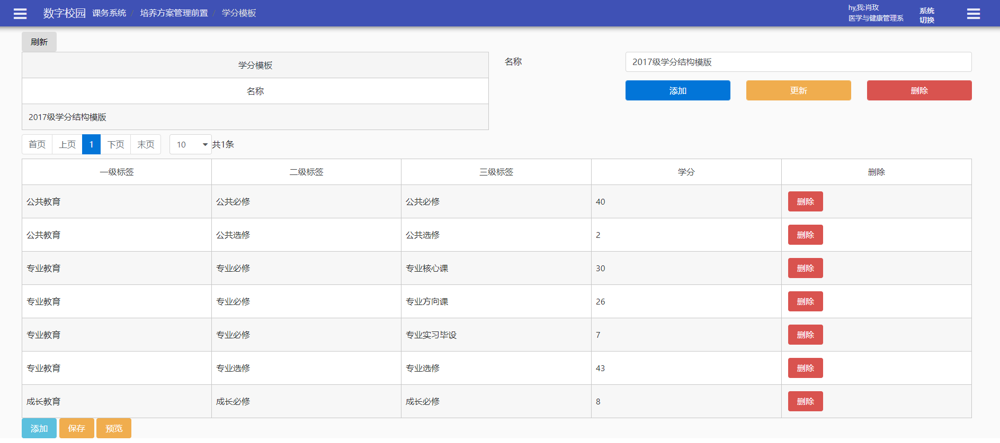 数字校园 课务系统 / 培养方案管理前置 / 学分模板
hy,我:肖玫
医学与健康管理系
系统
切换
刷新
学分模板
名称
2017级学分结构模版
名称
2017级学分结构模版
添加 更新 删除
首页 上页 1 下页 末页 10 共1条
一级标签 二级标签 三级标签 学分 删除
公共教育 公共必修 公共必修 40 删除
公共教育 公共选修 公共选修 2 删除
专业教育 专业必修 专业核心课 30 删除
专业教育 专业必修 专业方向课 26 删除
专业教育 专业必修 专业实习毕设 7 删除
专业教育 专业选修 专业选修 43 删除
成长教育 成长必修 成长必修 8 删除
添加 保存 预览